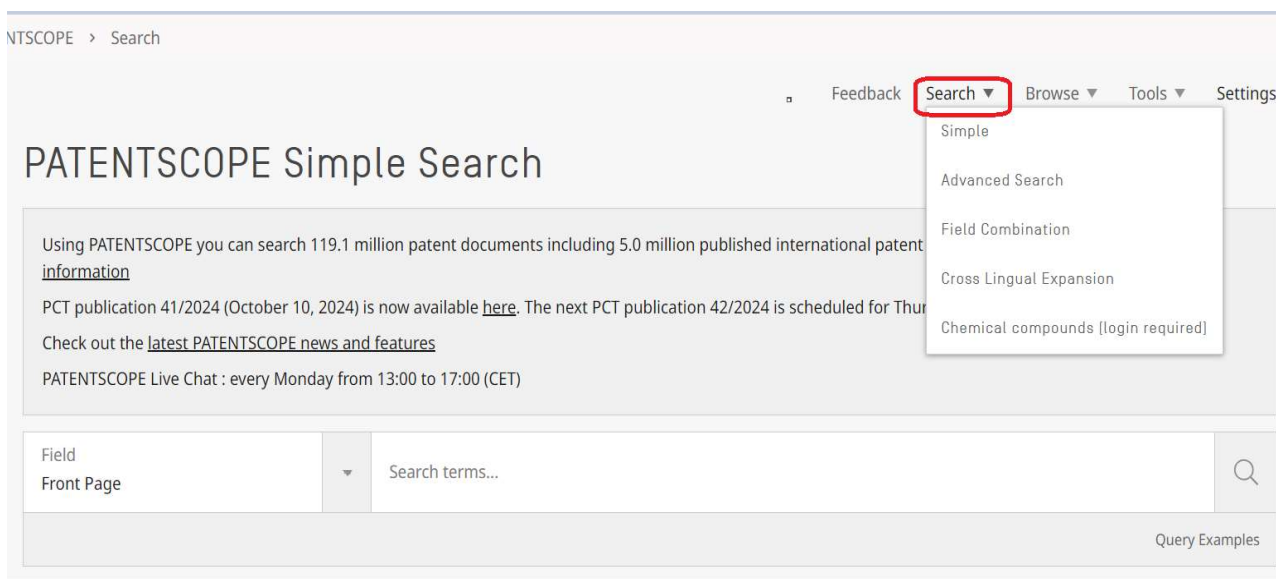 NTSCOPE > Search
Feedback Search ▼ Browse ▼ Tools ▼ Settings
Simple
Advanced Search
Field Combination
Cross Lingual Expansion
Chemical compounds [login required]
PATENTSCOPE Simple Search
Using PATENTSCOPE you can search 119.1 million patent documents including 5.0 million published international patent
information
PCT publication 41/2024 (October 10, 2024) is now available here. The next PCT publication 42/2024 is scheduled for Thur
Check out the latest PATENTSCOPE news and features
PATENTSCOPE Live Chat : every Monday from 13:00 to 17:00 (CET)
Field
Front Page
Search terms...
Query Examples